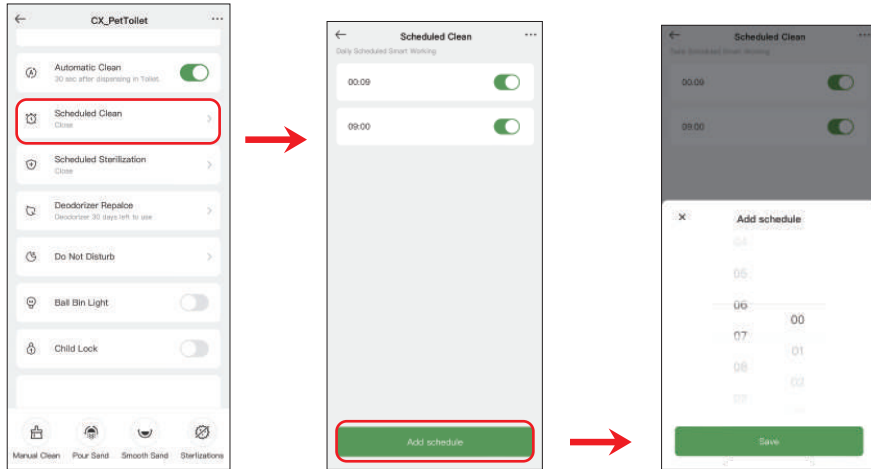 CX_PetToilet
Automatic Clean
30 sec after dispensing in Toilet.
Scheduled Clean
Close
Scheduled Sterilization
Close
Deodorizer Repalce
Deodorizer 30 days left to use
Do Not Disturb
Ball Bin Light
Child Lock
Manual Clean
Pour Sand
Smooth Sand
Sterlizations
Scheduled Clean
Daily Scheduled Smart Working
00:09
09:00
Add schedule
Scheduled Clean
Daily Scheduled Smart Working
00:09
09:00
Add schedule
04
05
06
00
07
01
08
02
Save